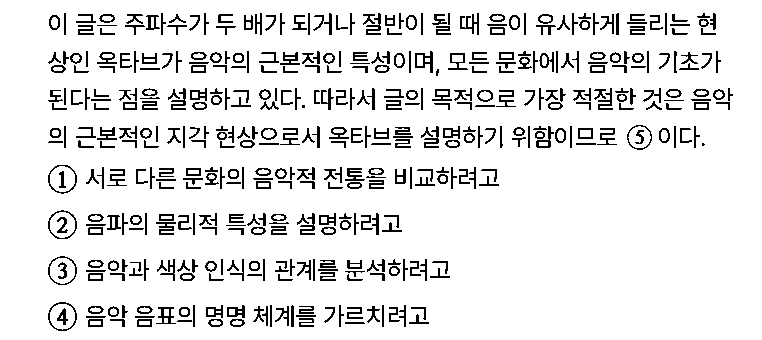 이 글은 주파수가 두 배가 되거나 절반이 될 때 음이 유사하게 들리는 현
상인 옥타브가 음악의 근본적인 특성이며, 모든 문화에서 음악의 기초가
된다는 점을 설명하고 있다. 따라서 글의 목적으로 가장 적절한 것은 음악
의 근본적인 지각 현상으로서 옥타브를 설명하기 위함이므로 ⑤ 이다.
① 서로 다른 문화의 음악적 전통을 비교하려고
② 음파의 물리적 특성을 설명하려고
③ 음악과 색상 인식의 관계를 분석하려고
④ 음악 음표의 명명 체계를 가르치려고